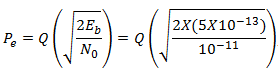 P_e = Q(√(2E_b/N_0)) = Q(√(2X(5X10^-13)/10^-11))